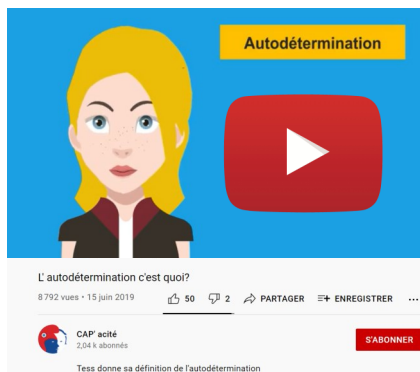 Autodétermination
L' autodétermination c'est quoi?
8 792 vues • 15 juin 2019 50 2 PARTAGER ENREGISTRER ...
CAP' acité
2,04 k abonnés
S'ABONNER
Tess donne sa définition de l'autodétermination